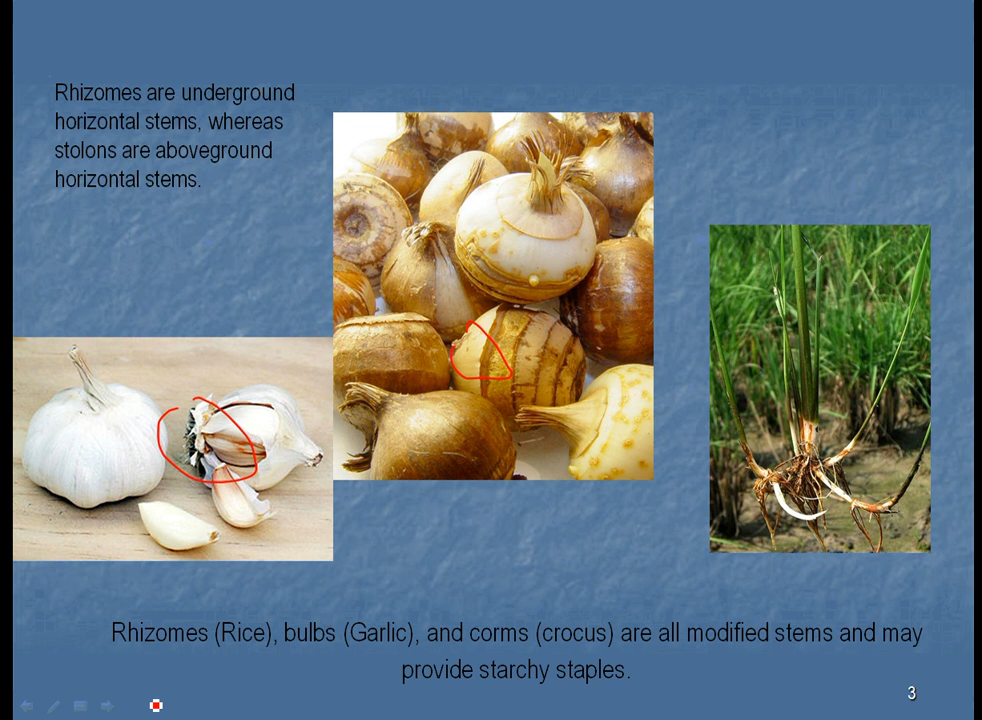 Rhizomes are underground
horizontal stems, whereas
stolons are aboveground
horizontal stems.
Rhizomes (Rice), bulbs (Garlic), and corms (crocus) are all modified stems and may
provide starchy staples.
3